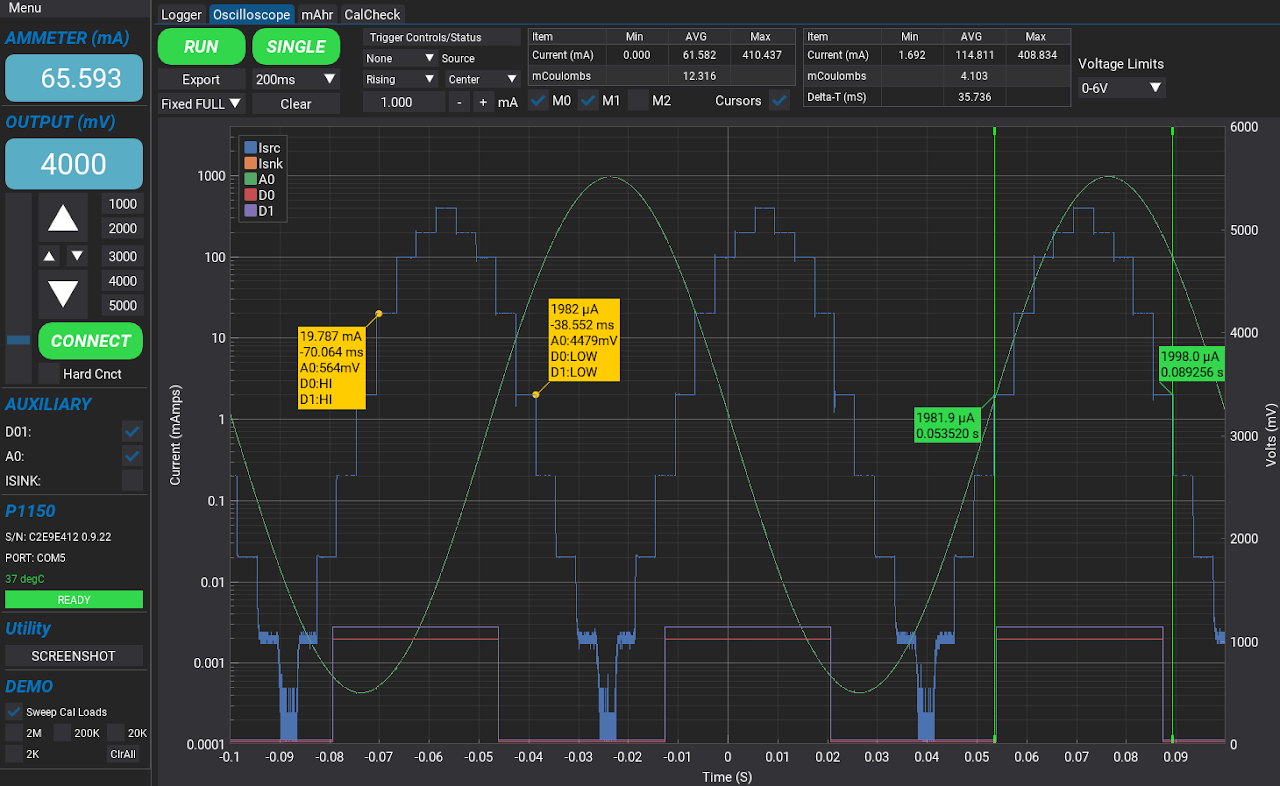 Menu
AMMETER (mA)
65.593
OUTPUT (mV)
4000
1000
2000
3000
4000
5000
CONNECT
Hard Cnct
AUXILIARY
D01:
A0:
ISINK:
P1150
S/N: C2E9E412 0.9.22
PORT: COM5
37 degC
READY
Utility
SCREENSHOT
DEMO
Sweep Cal Loads
2M 200K 20K
2K ClrAll
Logger Oscilloscope mAhr CalCheck
RUN SINGLE
Export 200ms
Fixed FULL Clear
Trigger Controls/Status
None Source
Rising Center
1.000 - + mA
Item Min AVG Max
Current (mA) 0.000 61.582 410.437
mCoulombs 12.316
M0 M1 M2 Cursors
Item Min AVG Max
Current (mA) 1.692 114.811 408.834
mCoulombs 4.103
Delta-T (mS) 35.736
Voltage Limits
0-6V
Isrc
Isnk
A0
D0
D1
Current (mAmps)
1000
100
10
1
0.1
0.01
0.001
0.0001
19.787 mA
-70.064 ms
A0:564mV
D0:HI
D1:HI
1982 µA
-38.552 ms
A0:4479mV
D0:LOW
D1:LOW
1981.9 µA
0.053520 s
1998.0 µA
0.089256 s
6000
5000
4000
3000
2000
1000
0
Volts (mV)
-0.1 -0.09 -0.08 -0.07 -0.06 -0.05 -0.04 -0.03 -0.02 -0.01 0 0.01 0.02 0.03 0.04 0.05 0.06 0.07 0.08 0.09
Time (S)